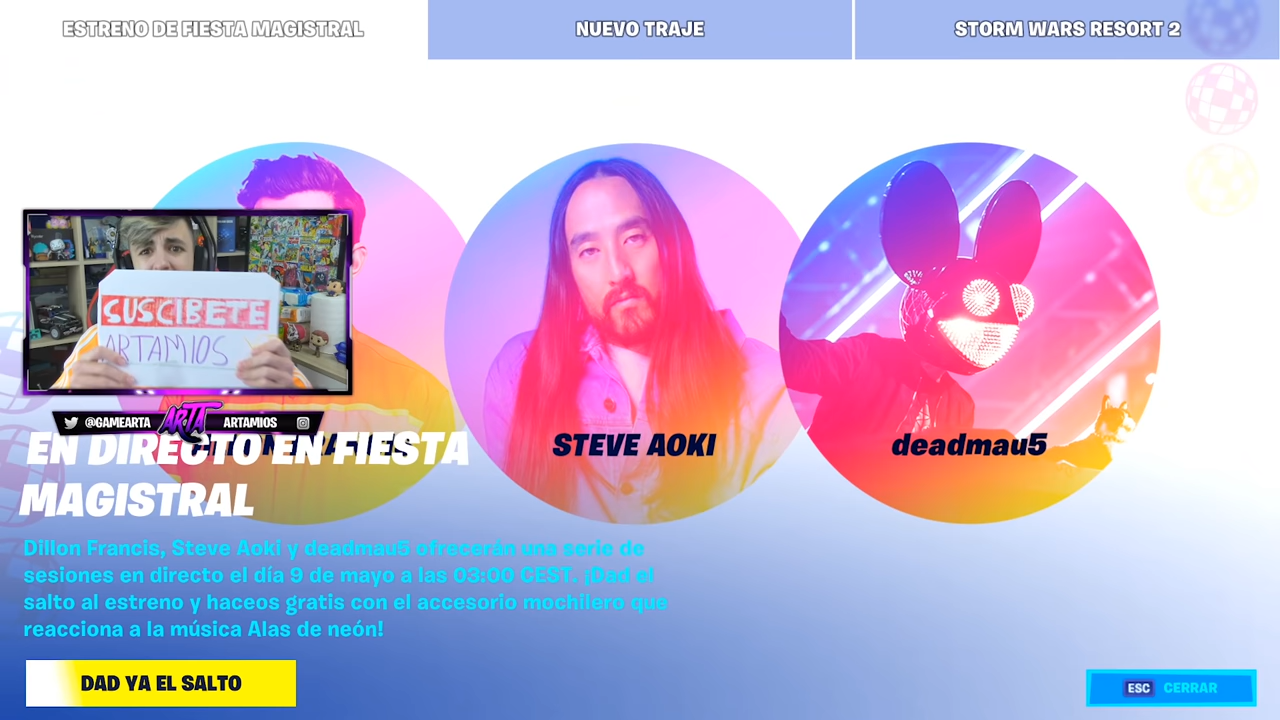 ESTRENO DE FIESTA MAGISTRAL
NUEVO TRAJE
STORM WARS RESORT 2
SUSCIBETE
ARTAMIOS
@GAMEARTA
ARTA
ARTAMIOS
STEVE AOKI
deadmau5
EN DIRECTO EN FIESTA
MAGISTRAL
Dillon Francis, Steve Aoki y deadmau5 ofrecerán una serie de
sesiones en directo el día 9 de mayo a las 03:00 CEST. ¡Dad el
salto al estreno y haceos gratis con el accesorio mochilero que
reacciona a la música Alas de neón!
DAD YA EL SALTO
ESC CERRAR